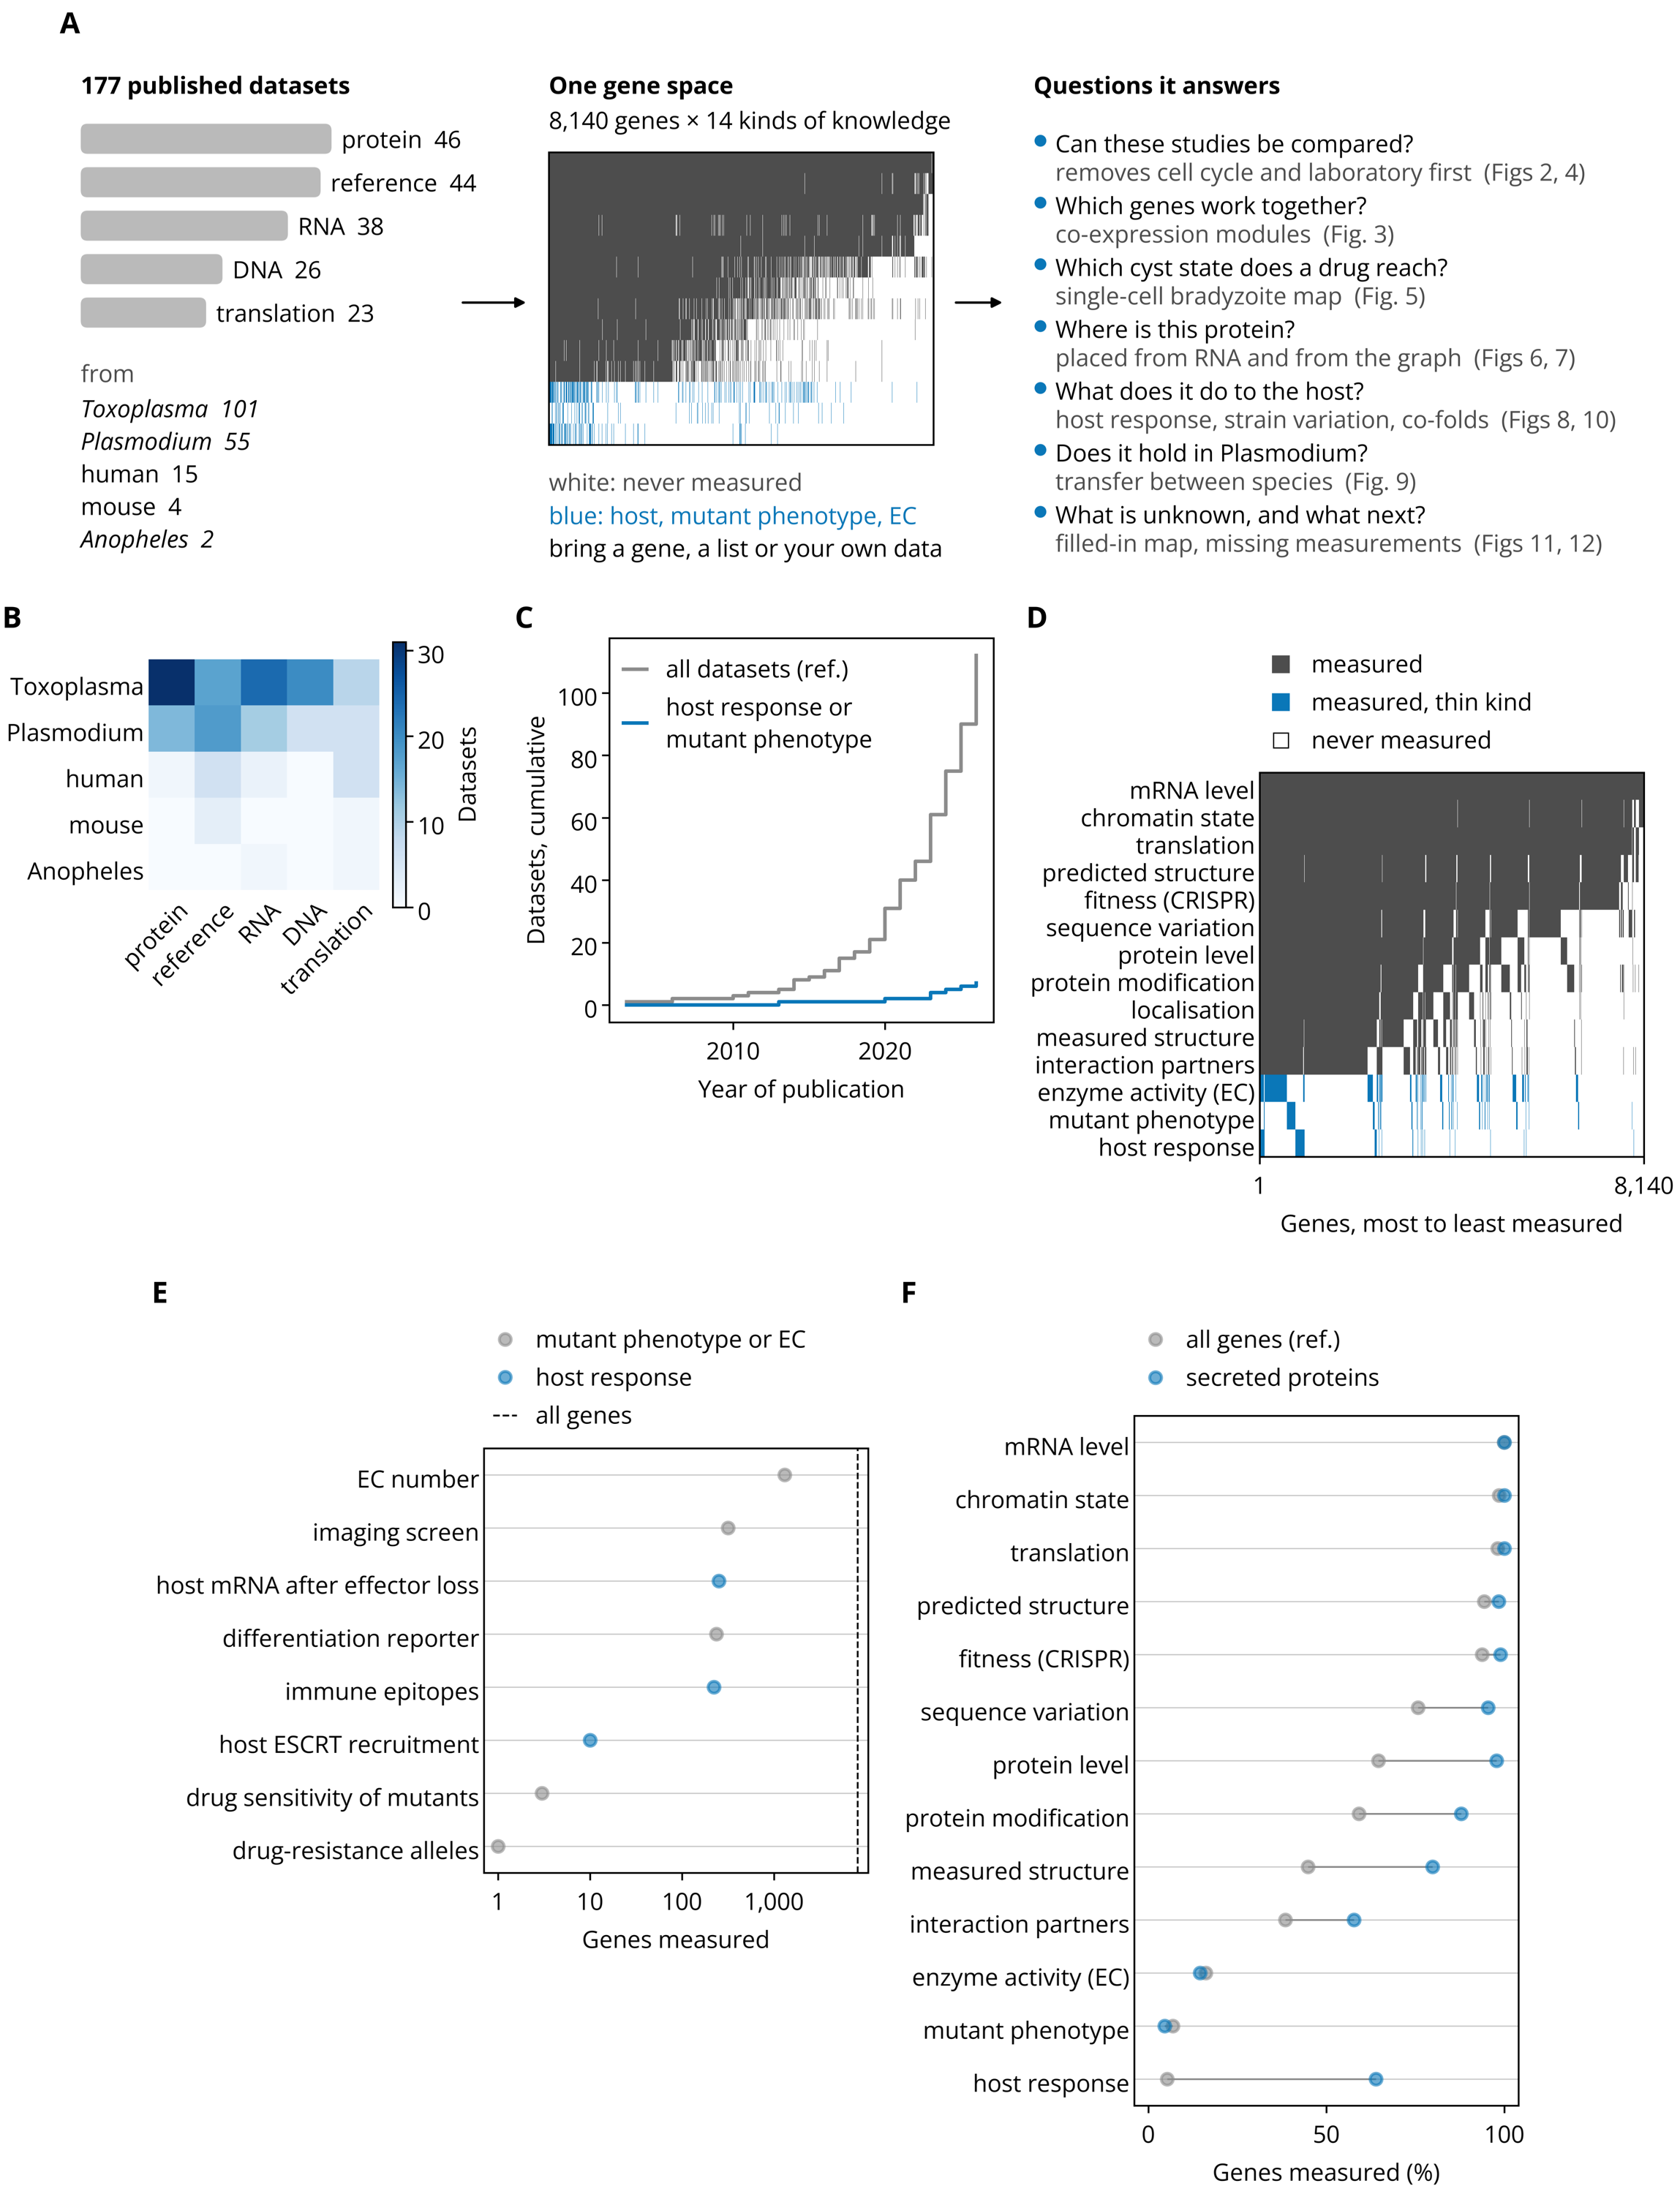 A
177 published datasets
protein 46
reference 44
RNA 38
DNA 26
translation 23
from
Toxoplasma 101
Plasmodium 55
human 15
mouse 4
Anopheles 2
One gene space
8,140 genes × 14 kinds of knowledge
white: never measured
blue: host, mutant phenotype, EC
bring a gene, a list or your own data
Questions it answers
Can these studies be compared?
removes cell cycle and laboratory first (Figs 2, 4)
Which genes work together?
co-expression modules (Fig. 3)
Which cyst state does a drug reach?
single-cell bradyzoite map (Fig. 5)
Where is this protein?
placed from RNA and from the graph (Figs 6, 7)
What does it do to the host?
host response, strain variation, co-folds (Figs 8, 10)
Does it hold in Plasmodium?
transfer between species (Fig. 9)
What is unknown, and what next?
filled-in map, missing measurements (Figs 11, 12)
B
Toxoplasma
Plasmodium
human
mouse
Anopheles
protein
reference
RNA
DNA
translation
30
20
10
0
Datasets
C
all datasets (ref.)
host response or
mutant phenotype
100
80
60
40
20
0
Datasets, cumulative
2010
2020
Year of publication
D
measured
measured, thin kind
never measured
mRNA level
chromatin state
translation
predicted structure
fitness (CRISPR)
sequence variation
protein level
protein modification
localisation
measured structure
interaction partners
enzyme activity (EC)
mutant phenotype
host response
1
8,140
Genes, most to least measured
E
mutant phenotype or EC
host response
all genes
EC number
imaging screen
host mRNA after effector loss
differentiation reporter
immune epitopes
host ESCRT recruitment
drug sensitivity of mutants
drug-resistance alleles
1
10
100
1,000
Genes measured
F
all genes (ref.)
secreted proteins
mRNA level
chromatin state
translation
predicted structure
fitness (CRISPR)
sequence variation
protein level
protein modification
measured structure
interaction partners
enzyme activity (EC)
mutant phenotype
host response
0
50
100
Genes measured (%)